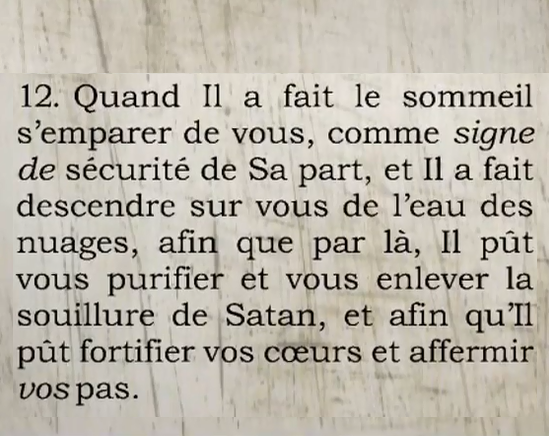 12. Quand Il a fait le sommeil
s’emparer de vous, comme signe
de sécurité de Sa part, et Il a fait
descendre sur vous de l’eau des
nuages, afin que par là, Il pût
vous purifier et vous enlever la
souillure de Satan, et afin qu’Il
pût fortifier vos cœurs et affermir
vos pas.